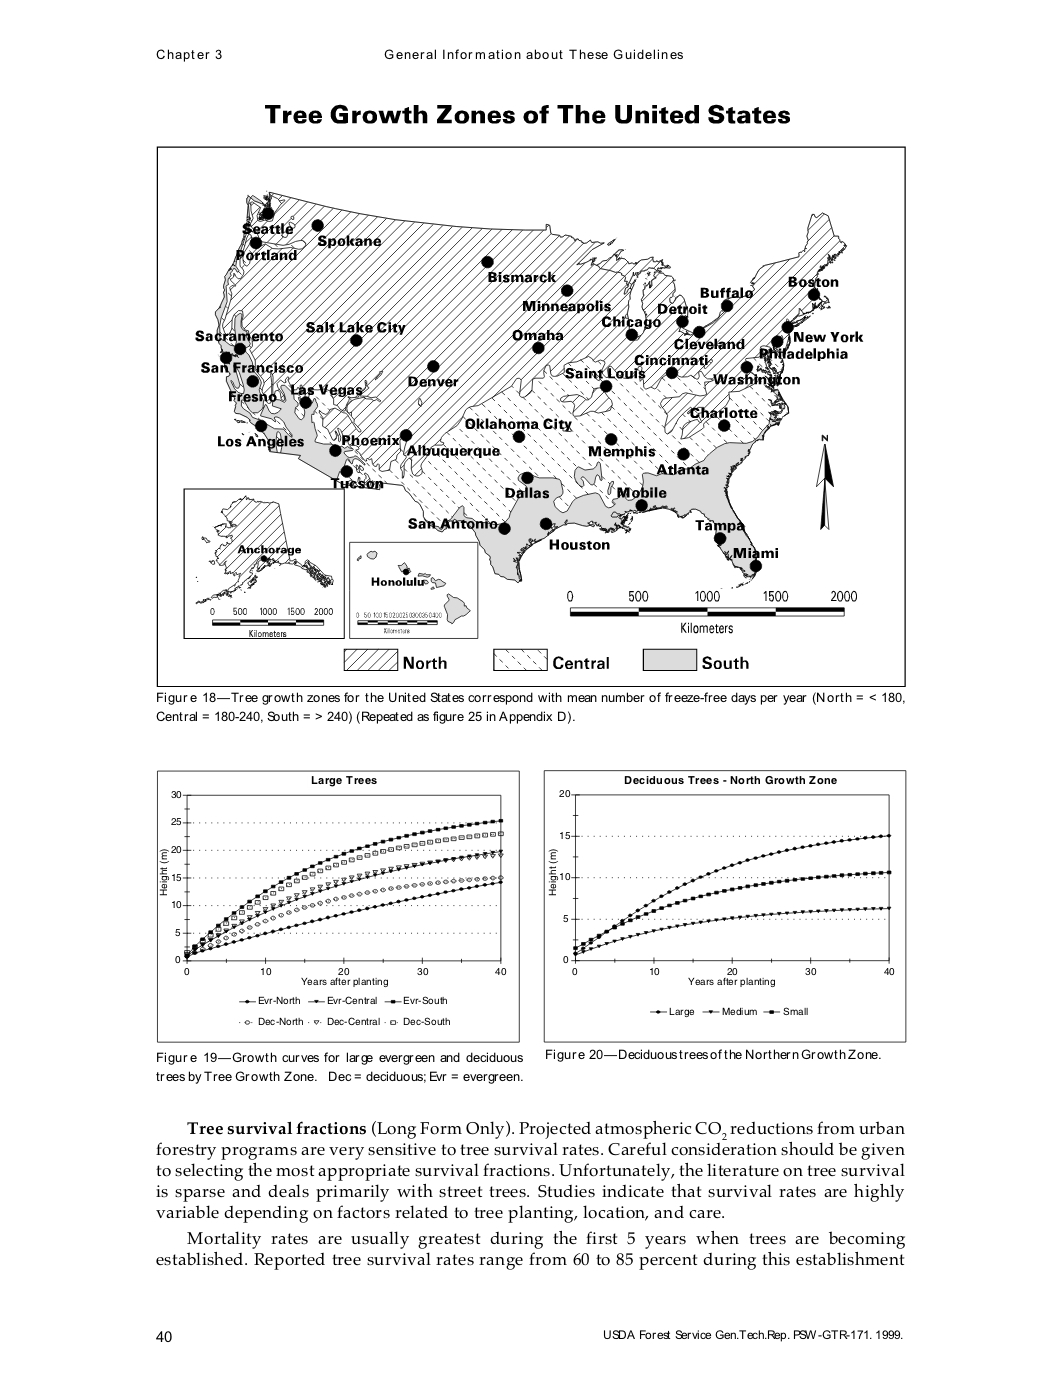 Chapter 3 General Information about These Guidelines
Tree Growth Zones of The United States
Seattle
Spokane
Portland
Bismarck
Minneapolis
Boston
Buffalo
Detroit
Chicago
Sacramento
Salt Lake City
Omaha
Cleveland
New York
Philadelphia
Cincinnati
San Francisco
Saint Louis
Denver
Washington
Fresno
Las Vegas
Charlotte
Oklahoma City
Los Angeles
Phoenix
Albuquerque
Memphis
Atlanta
Tucson
Dallas
Mobile
San Antonio
Tampa
Houston
Miami
N
Anchorage
0 500 1000 1500 2000
Kilometers
Honolulu
Kilometers
0 500 1000 1500 2000
Kilometers
North Central South
Figure 18—Tree growth zones for the United States correspond with mean number of freeze-free days per year (North = < 180,
Central = 180-240, South = > 240) (Repeated as figure 25 in Appendix D).
Large Trees
30
25
20
15
10
5
0
Height (m)
0 10 20 30 40
Years after planting
Evr-North Evr-Central Evr-South
Dec-North Dec-Central Dec-South
Figure 19—Growth curves for large evergreen and deciduous
trees by Tree Growth Zone. Dec = deciduous; Evr = evergreen.
Deciduous Trees - North Growth Zone
20
15
10
5
0
Height (m)
0 10 20 30 40
Years after planting
Large Medium Small
Figure 20—Deciduous trees of the Northern Growth Zone.
Tree survival fractions (Long Form Only). Projected atmospheric CO2 reductions from urban
forestry programs are very sensitive to tree survival rates. Careful consideration should be given
to selecting the most appropriate survival fractions. Unfortunately, the literature on tree survival
is sparse and deals primarily with street trees. Studies indicate that survival rates are highly
variable depending on factors related to tree planting, location, and care.
Mortality rates are usually greatest during the first 5 years when trees are becoming
established. Reported tree survival rates range from 60 to 85 percent during this establishment
40 USDA Forest Service Gen.Tech.Rep. PSW-GTR-171. 1999.